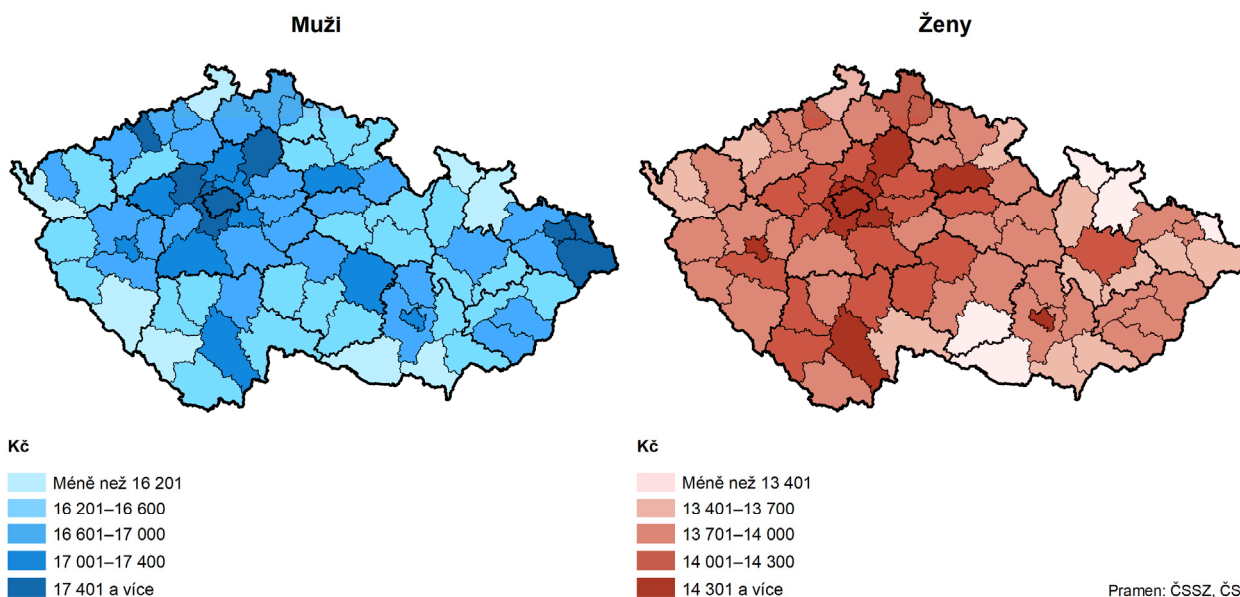 Muži
Ženy
Kč
Méně než 16 201
16 201–16 600
16 601–17 000
17 001–17 400
17 401 a více
Kč
Méně než 13 401
13 401–13 700
13 701–14 000
14 001–14 300
14 301 a více
Pramen: ČSSZ, ČS